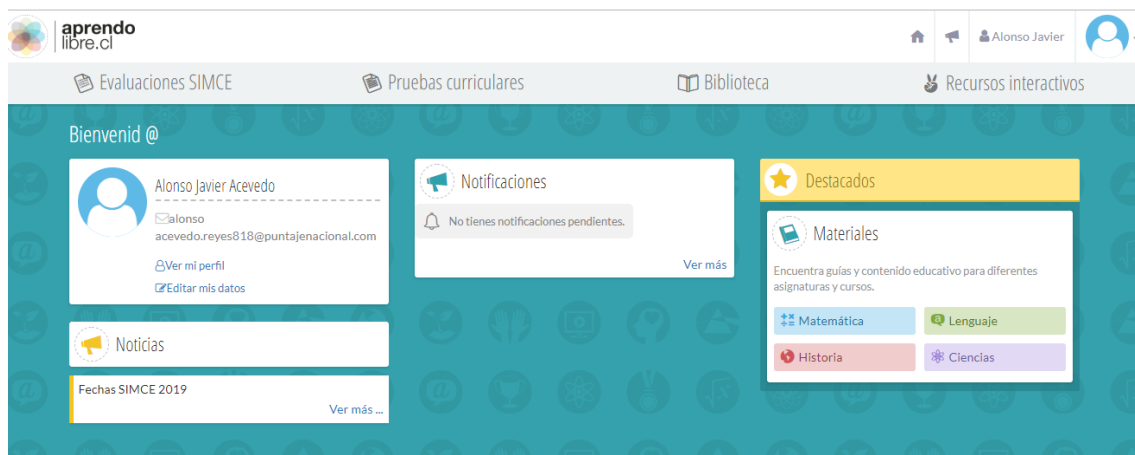 aprendo
libre.cl
Alonso Javier
Evaluaciones SIMCE
Pruebas curriculares
Biblioteca
Recursos interactivos
Bienvenid @
Alonso Javier Acevedo
alonso
acevedo.reyes818@puntajenacional.com
Ver mi perfil
Editar mis datos
Noticias
Fechas SIMCE 2019
Ver más ...
Notificaciones
No tienes notificaciones pendientes.
Ver más
Destacados
Materiales
Encuentra guías y contenido educativo para diferentes
asignaturas y cursos.
Matemática
Lenguaje
Historia
Ciencias